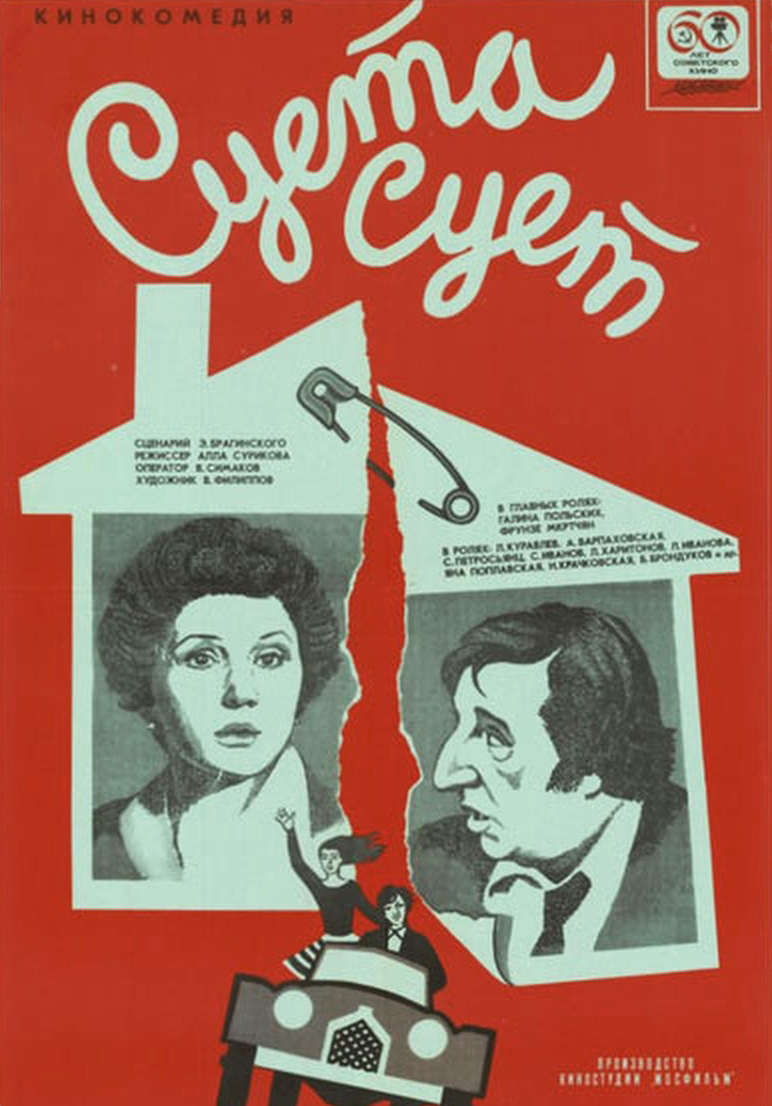 КИНОКОМЕДИЯ
60
ЛЕТ
СОВЕТСКОГО
КИНО
Суета
Сует
СЦЕНАРИЙ Э.БРАГИНСКОГО
РЕЖИССЕР АЛЛА СУРИКОВА
ОПЕРАТОР В.СИМАКОВ
ХУДОЖНИК В.ФИЛИППОВ
В ГЛАВНЫХ РОЛЯХ:
ГАЛИНА ПОЛЬСКИХ,
ФРУНЗЕ МКРТЧЯН
В РОЛЯХ: Л.КУРАВЛЕВ, А.ВАРПАХОВСКАЯ,
С.ПЕТРОСЬЯНЦ, С.ИВАНОВ, Л.ХАРИТОНОВ, Л.ИВАНОВА,
ЯНА ПОПЛАВСКАЯ, Н.КРАЧКОВСКАЯ, Б.БРОНДУКОВ и др.
ПРОИЗВОДСТВО
КИНОСТУДИИ „МОСФИЛЬМ"